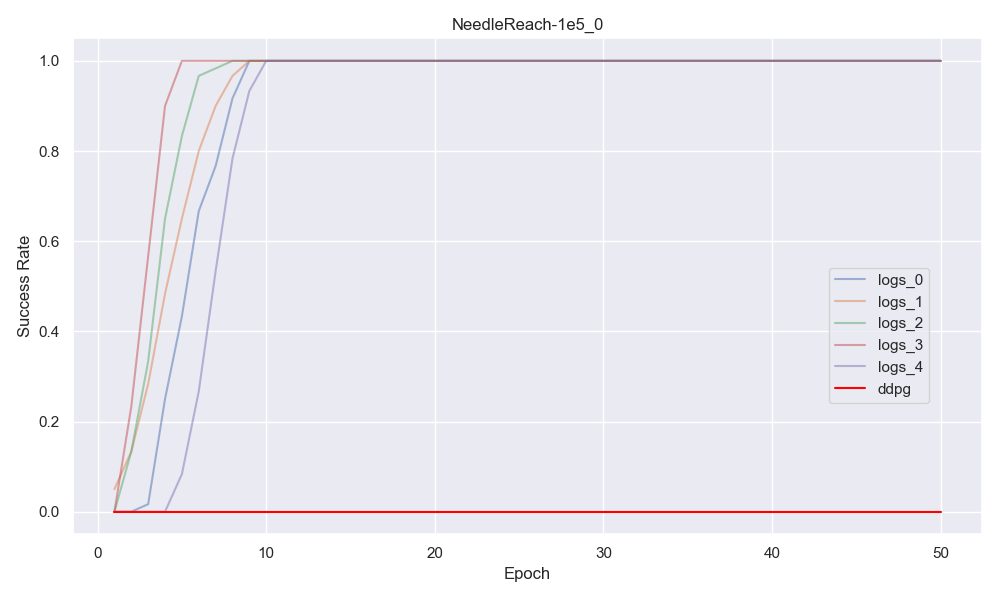 NeedleReach-1e5_0
1.0
0.8
0.6
0.4
0.2
0.0
Success Rate
logs_0
logs_1
logs_2
logs_3
logs_4
ddpg
0 10 20 30 40 50
Epoch